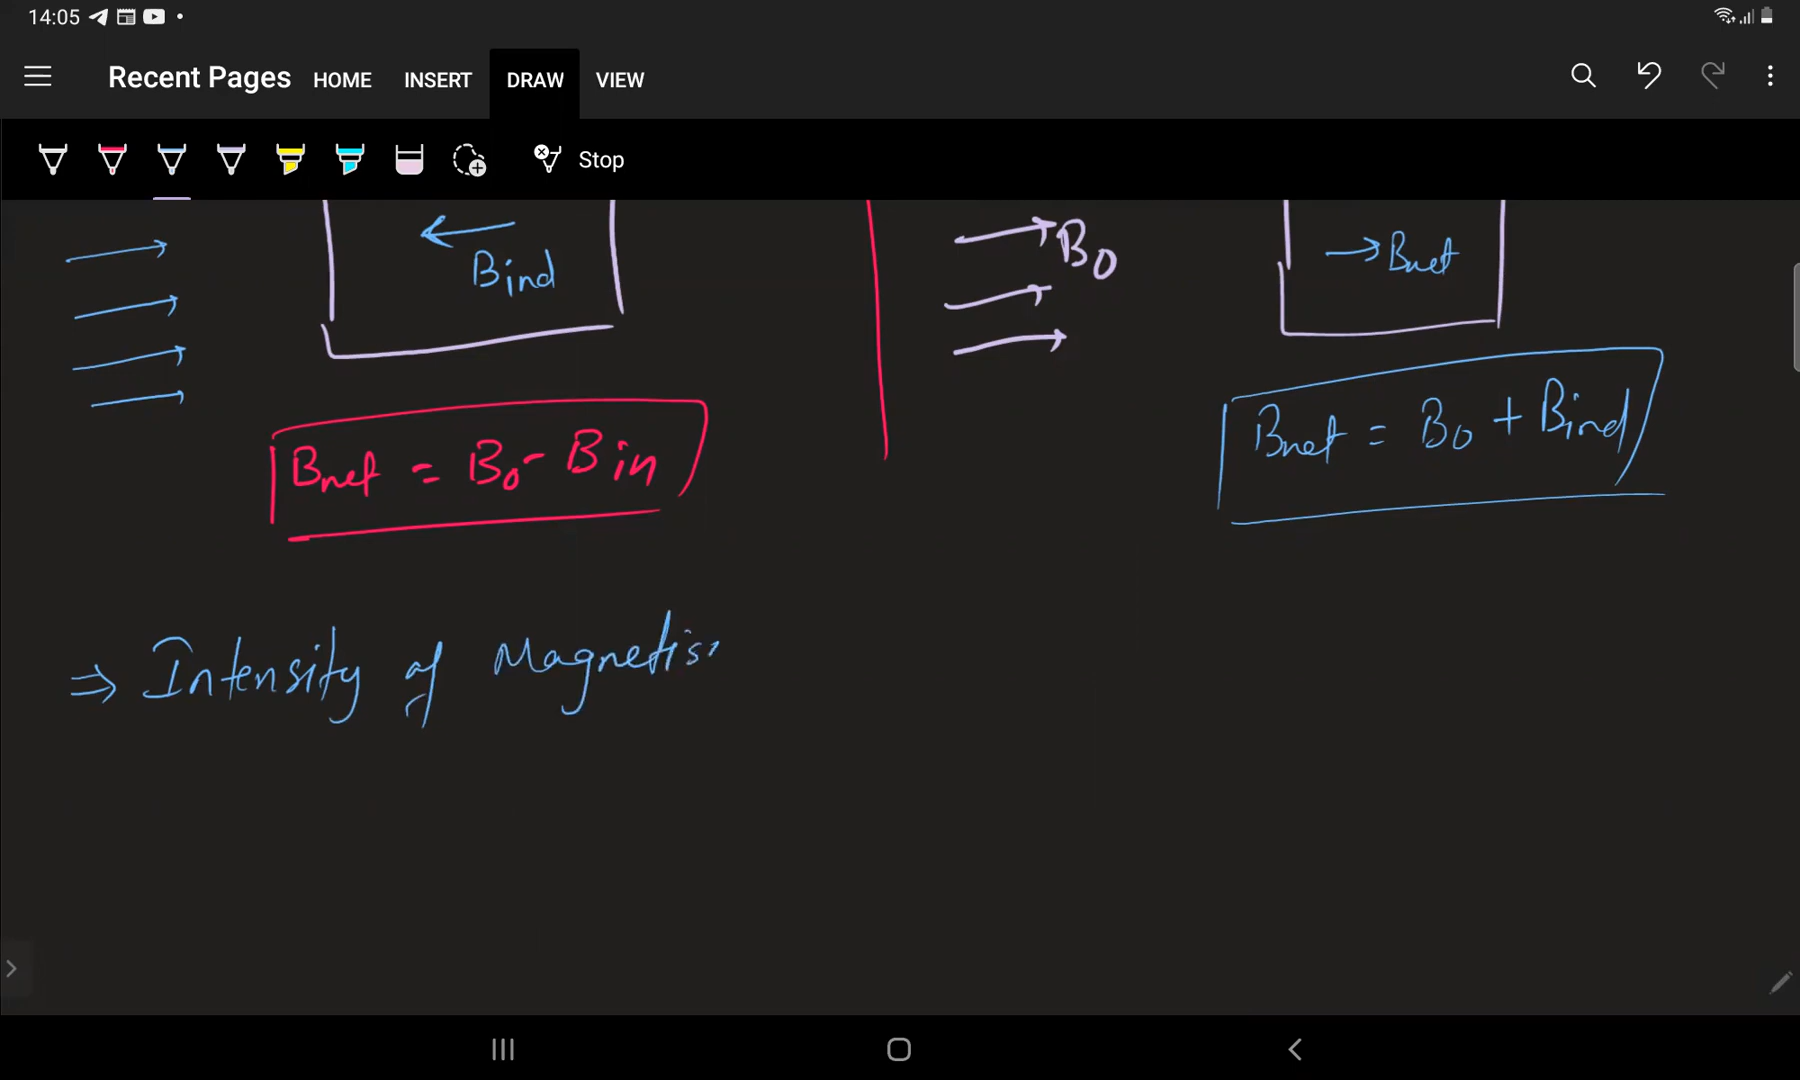 14:05
Recent Pages HOME INSERT DRAW VIEW
Stop
Bind
B0
Bnet
Bnet = B0 - Bin
Bnet = B0 + Bind
⇒ Intensity of Magnetis